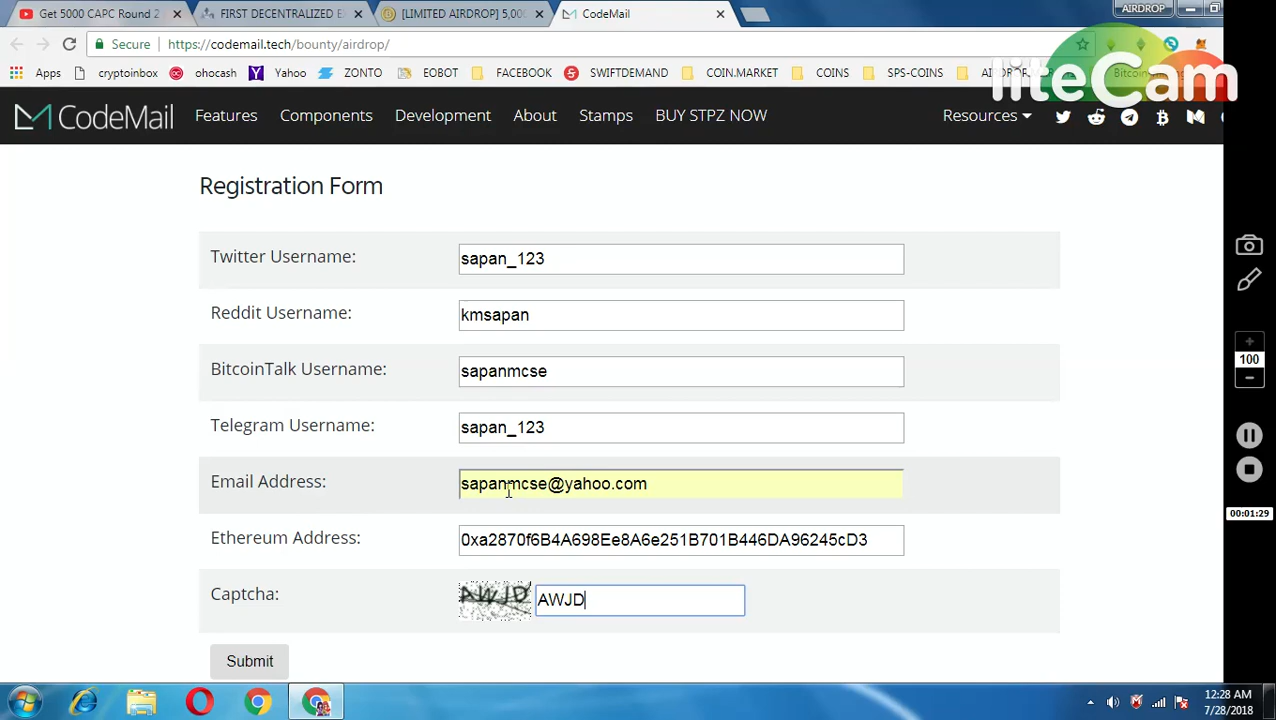 Get 5000 CAPC Round 2
FIRST DECENTRALIZED E
[LIMITED AIRDROP] 5.00
CodeMail
AIRDROP
Secure
https://codemail.tech/bounty/airdrop/
Apps
cryptoinbox
ohocash
Yahoo
EOBOT
FACEBOOK
SWIFTDEMAND
COIN.MARKET
COINS
SPS-COINS
liteCam
CodeMail
Features
Components
Development
About
Stamps
BUY STPZ NOW
Resources
Registration Form
Twitter Username:
sapan_123
Reddit Username:
kmsapan
BitcoinTalk Username:
sapanmcse
Telegram Username:
sapan_123
Email Address:
sapanmcse@yahoo.com
Ethereum Address:
0xa2870f6B4A698Ee8A6e251B701B446DA96245cD3
Captcha:
AWJD
AWJD
Submit
100
00:01:29
12:28 AM
7/28/2018